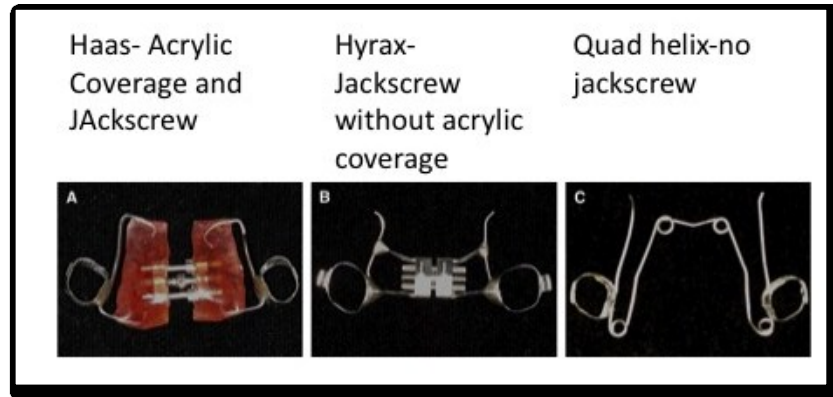 Haas- Acrylic
Coverage and
JAckscrew
Hyrax-
Jackscrew
without acrylic
coverage
Quad helix-no
jackscrew
A
B
C